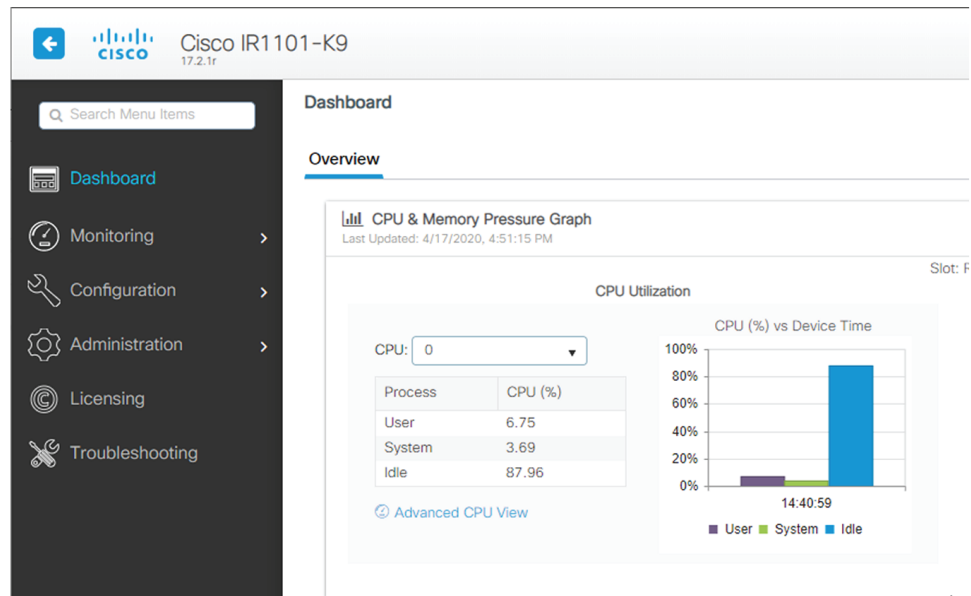 CISCO
Cisco IR1101-K9
17.2.1r
Search Menu Items
Dashboard
Monitoring
Configuration
Administration
Licensing
Troubleshooting
Dashboard
Overview
CPU & Memory Pressure Graph
Last Updated: 4/17/2020, 4:51:15 PM
Slot:
CPU Utilization
CPU: 0
Process CPU (%)
User 6.75
System 3.69
Idle 87.96
Advanced CPU View
CPU (%) vs Device Time
100%
80%
60%
40%
20%
0%
14:40:59
User System Idle